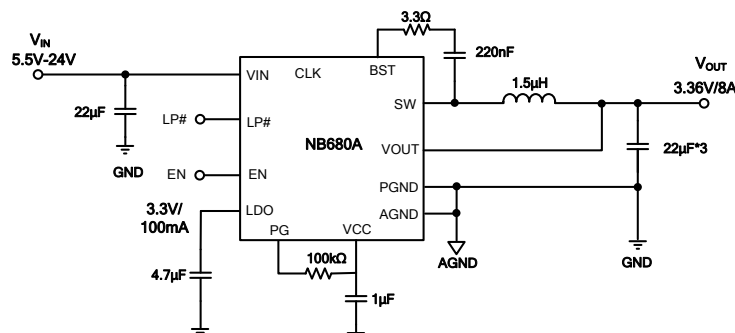 3.3Ω
V_IN
5.5V-24V
220nF
VIN
CLK
BST
V_OUT
3.36V/8A
22μF
1.5μH
SW
LP#
LP#
NB680A
VOUT
22μF*3
GND
EN
EN
PGND
3.3V/
100mA
LDO
AGND
PG
VCC
100kΩ
AGND
GND
4.7μF
1μF